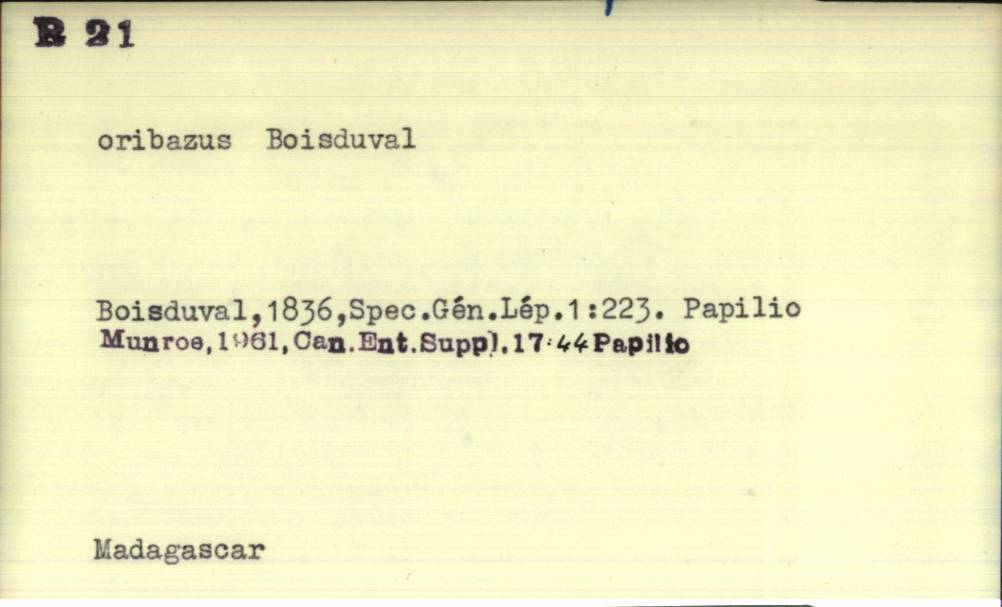 R 21
oribazus Boisduval
Boisduval,1836,Spec.Gén.Lép.1:223. Papilio
Munroe,1961,Can.Ent.Suppl.17:44 Papilio
Madagascar